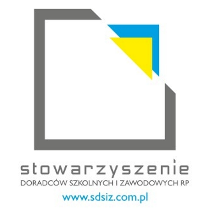 stowarzyszenie
DORADCÓW SZKOLNYCH I ZAWODOWYCH RP
www.sdsiz.com.pl